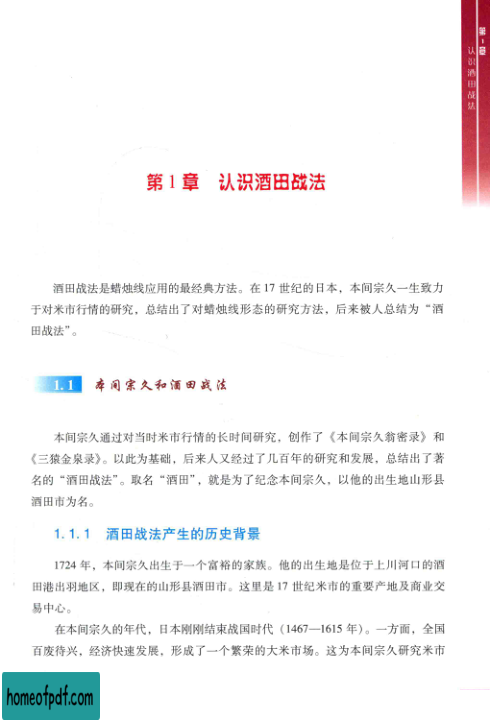 第1章
认识酒田战法
第1章 认识酒田战法
酒田战法是蜡烛线应用的最经典方法。在 17 世纪的日本，本间宗久一生致力
于对米市行情的研究，总结出了对蜡烛线形态的研究方法，后来被人总结为“酒
田战法”。
1.1 本间宗久和酒田战法
本间宗久通过对当时米市行情的长时间研究，创作了《本间宗久翁密录》和
《三猿金泉录》。以此为基础，后来人又经过了几百年的研究和发展，总结出了著
名的“酒田战法”。取名“酒田”，就是为了纪念本间宗久，以他的出生地山形县
酒田市为名。
1.1.1 酒田战法产生的历史背景
1724 年，本间宗久出生于一个富裕的家族。他的出生地是位于上川河口的酒
田港出羽地区，即现在的山形县酒田市。这里是 17 世纪米市的重要产地及商业交
易中心。
在本间宗久的年代，日本刚刚结束战国时代（1467—1615 年）。一方面，全国
百废待兴，经济快速发展，形成了一个繁荣的大米市场。这为本间宗久研究米市
homeofpdf.com